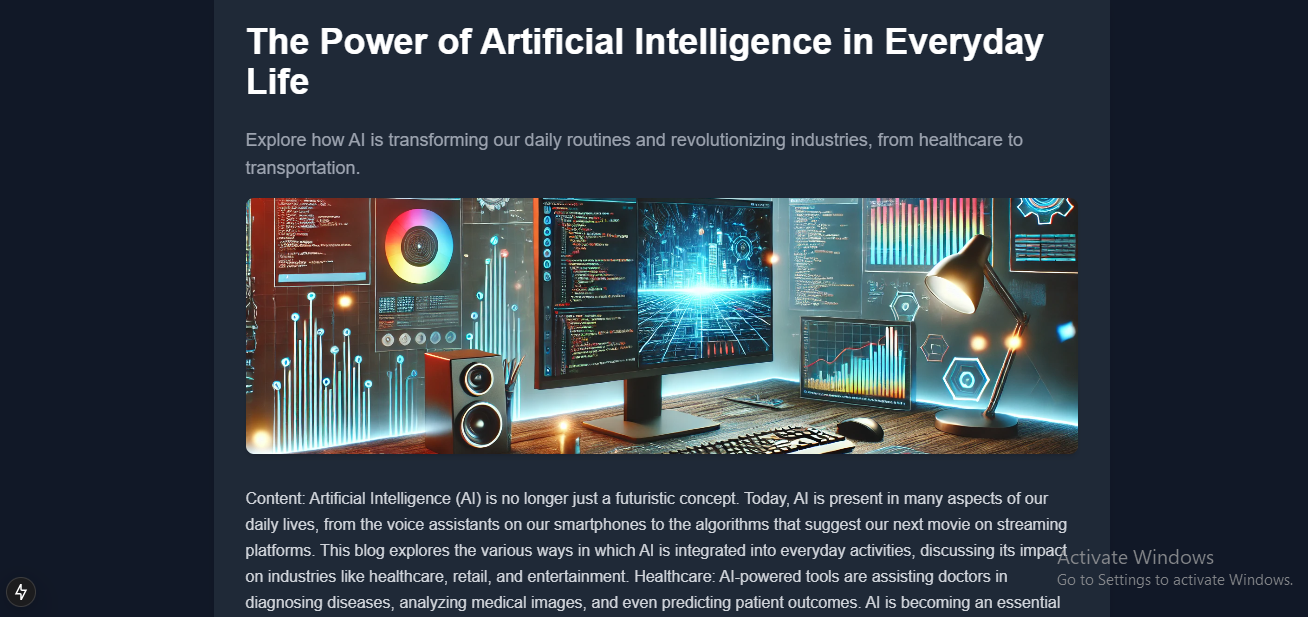 The Power of Artificial Intelligence in Everyday
Life
Explore how AI is transforming our daily routines and revolutionizing industries, from healthcare to
transportation.
Content: Artificial Intelligence (AI) is no longer just a futuristic concept. Today, AI is present in many aspects of our
daily lives, from the voice assistants on our smartphones to the algorithms that suggest our next movie on streaming
platforms. This blog explores the various ways in which AI is integrated into everyday activities, discussing its impact
on industries like healthcare, retail, and entertainment. Healthcare: AI-powered tools are assisting doctors in
diagnosing diseases, analyzing medical images, and even predicting patient outcomes. AI is becoming an essential
Activate Windows
Go to Settings to activate Windows.